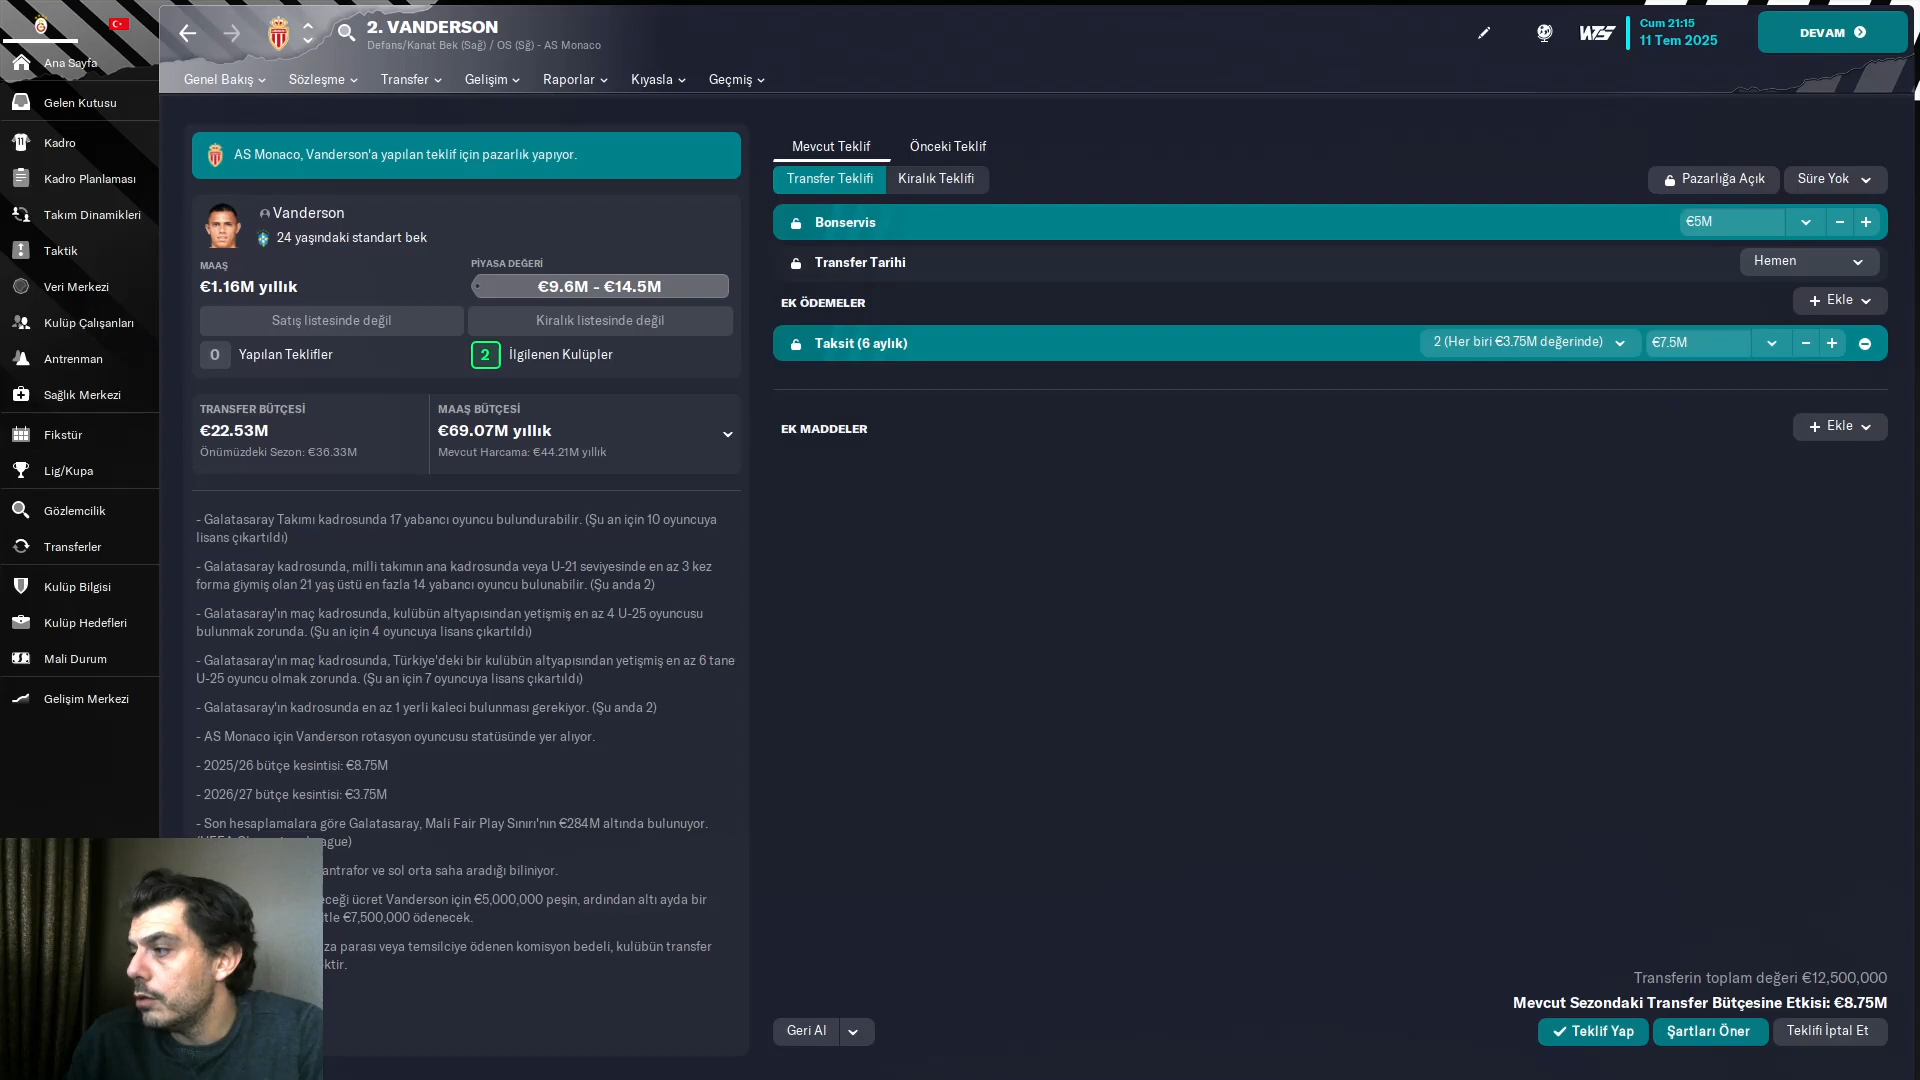 2. VANDERSON
Defans/Kanat Bek (Sağ) / OS (Sğ) - AS Monaco
Cum 21:15
11 Tem 2025
DEVAM
Genel Bakış
Sözleşme
Transfer
Gelişim
Raporlar
Kıyasla
Geçmiş
Ana Sayfa
Gelen Kutusu
Kadro
Kadro Planlaması
Takım Dinamikleri
Taktik
Veri Merkezi
Kulüp Çalışanları
Antrenman
Sağlık Merkezi
Fikstür
Lig/Kupa
Gözlemcilik
Transferler
Kulüp Bilgisi
Kulüp Hedefleri
Mali Durum
Gelişim Merkezi
AS Monaco, Vanderson'a yapılan teklif için pazarlık yapıyor.
Vanderson
24 yaşındaki standart bek
MAAŞ
€1.16M yıllık
PİYASA DEĞERİ
€9.6M - €14.5M
Satış listesinde değil
Kiralık listesinde değil
0 Yapılan Teklifler
2 İlgilenen Kulüpler
TRANSFER BÜTÇESİ
€22.53M
Önümüzdeki Sezon: €36.33M
MAAŞ BÜTÇESİ
€69.07M yıllık
Mevcut Harcama: €44.21M yıllık
- Galatasaray Takımı kadrosunda 17 yabancı oyuncu bulundurabilir. (Şu an için 10 oyuncuya
lisans çıkartıldı)
- Galatasaray kadrosunda, milli takımın ana kadrosunda veya U-21 seviyesinde en az 3 kez
forma giymiş olan 21 yaş üstü en fazla 14 yabancı oyuncu bulunabilir. (Şu anda 2)
- Galatasaray'ın maç kadrosunda, kulübün altyapısından yetişmiş en az 4 U-25 oyuncusu
bulunmak zorunda. (Şu an için 4 oyuncuya lisans çıkartıldı)
- Galatasaray'ın maç kadrosunda, Türkiye'deki bir kulübün altyapısından yetişmiş en az 6 tane
U-25 oyuncu olmak zorunda. (Şu an için 7 oyuncuya lisans çıkartıldı)
- Galatasaray'ın kadrosunda en az 1 yerli kaleci bulunması gerekiyor. (Şu anda 2)
- AS Monaco için Vanderson rotasyon oyuncusu statüsünde yer alıyor.
- 2025/26 bütçe kesintisi: €8.75M
- 2026/27 bütçe kesintisi: €3.75M
- Son hesaplamalara göre Galatasaray, Mali Fair Play Sınırı'nın €284M altında bulunuyor.
ague)
antrafor ve sol orta saha aradığı biliniyor.
eceği ücret Vanderson için €5,000,000 peşin, ardından altı ayda bir
tle €7,500,000 ödenecek.
za parası veya temsilciye ödenen komisyon bedeli, kulübün transfer
ktir.
Mevcut Teklif
Önceki Teklif
Transfer Teklifi
Kiralık Teklifi
Pazarlığa Açık
Süre Yok
Bonservis
€5M
Transfer Tarihi
Hemen
EK ÖDEMELER
+ Ekle
Taksit (6 aylık)
2 (Her biri €3.75M değerinde)
€7.5M
EK MADDELER
+ Ekle
Transferin toplam değeri €12,500,000
Mevcut Sezondaki Transfer Bütçesine Etkisi: €8.75M
Geri Al
Teklif Yap
Şartları Öner
Teklifi İptal Et